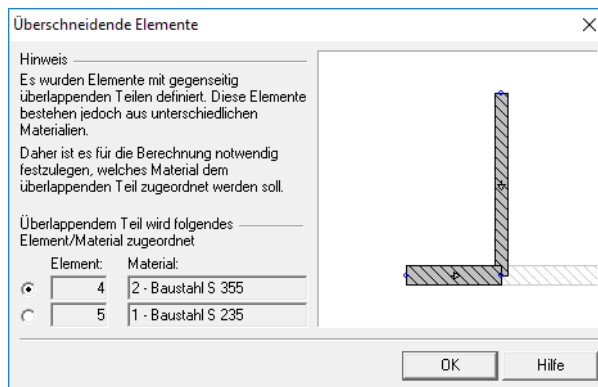 Überschneidende Elemente
Hinweis
Es wurden Elemente mit gegenseitig
überlappenden Teilen definiert. Diese Elemente
bestehen jedoch aus unterschiedlichen
Materialien.
Daher ist es für die Berechnung notwendig
festzulegen, welches Material dem
überlappenden Teil zugeordnet werden soll.
Überlappendem Teil wird folgendes
Element/Material zugeordnet
Element: Material:
4 2 - Baustahl S 355
5 1 - Baustahl S 235
OK Hilfe